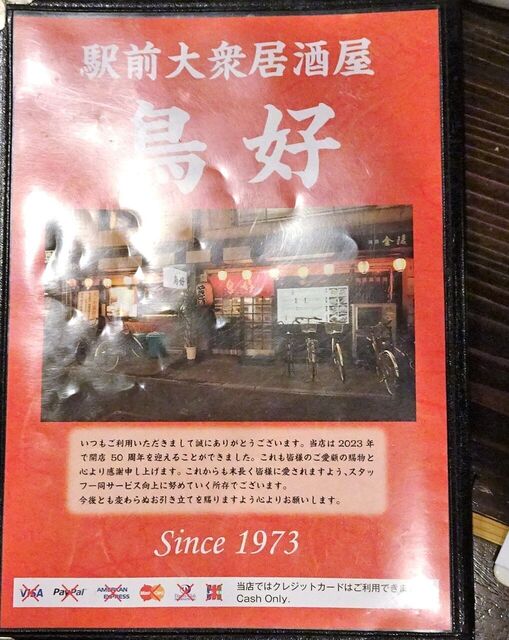 駅前大衆居酒屋
鳥好
鳥好
金徳
いつもご利用いただきまして誠にありがとうございます。当店は2023年
で開店50周年を迎えることができました。これも皆様のご愛顧の賜物と
心より感謝申し上げます。これからも末長く皆様に愛されますよう、スタッ
フ一同サービス向上に努めていく所存でございます。
今後とも変わらぬお引き立てを賜りますよう心よりお願いします。
Since 1973
VISA PayPal AMERICAN EXPRESS JCB
当店ではクレジットカードはご利用できま
Cash Only.